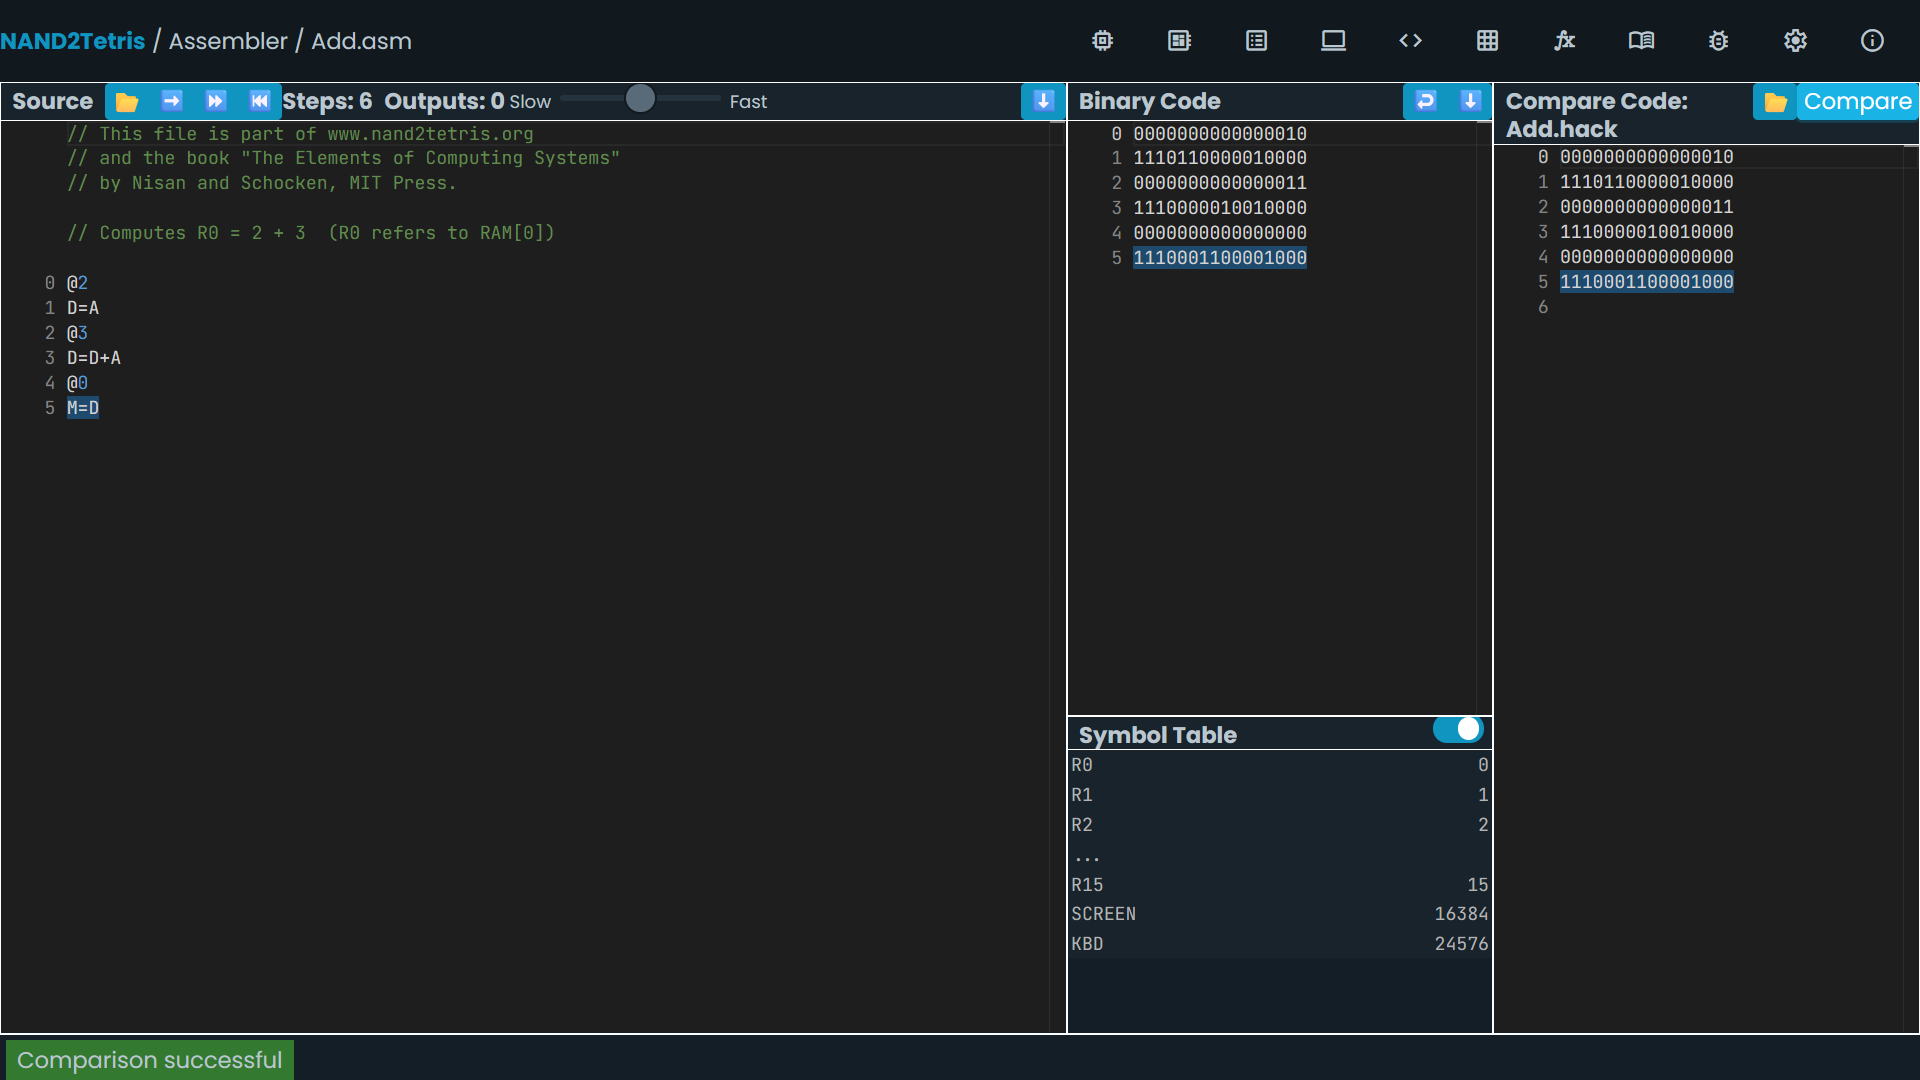 NAND2Tetris / Assembler / Add.asm
Source Steps: 6 Outputs: 0 Slow Fast
// This file is part of www.nand2tetris.org
// and the book "The Elements of Computing Systems"
// by Nisan and Schocken, MIT Press.
// Computes R0 = 2 + 3  (R0 refers to RAM[0])
0 @2
1 D=A
2 @3
3 D=D+A
4 @0
5 M=D
Binary Code
0 0000000000000010
1 1110110000010000
2 0000000000000011
3 1110000010010000
4 0000000000000000
5 1110001100001000
Symbol Table
R0 0
R1 1
R2 2
...
R15 15
SCREEN 16384
KBD 24576
Compare Code:
Add.hack
Compare
0 0000000000000010
1 1110110000010000
2 0000000000000011
3 1110000010010000
4 0000000000000000
5 1110001100001000
6
Comparison successful